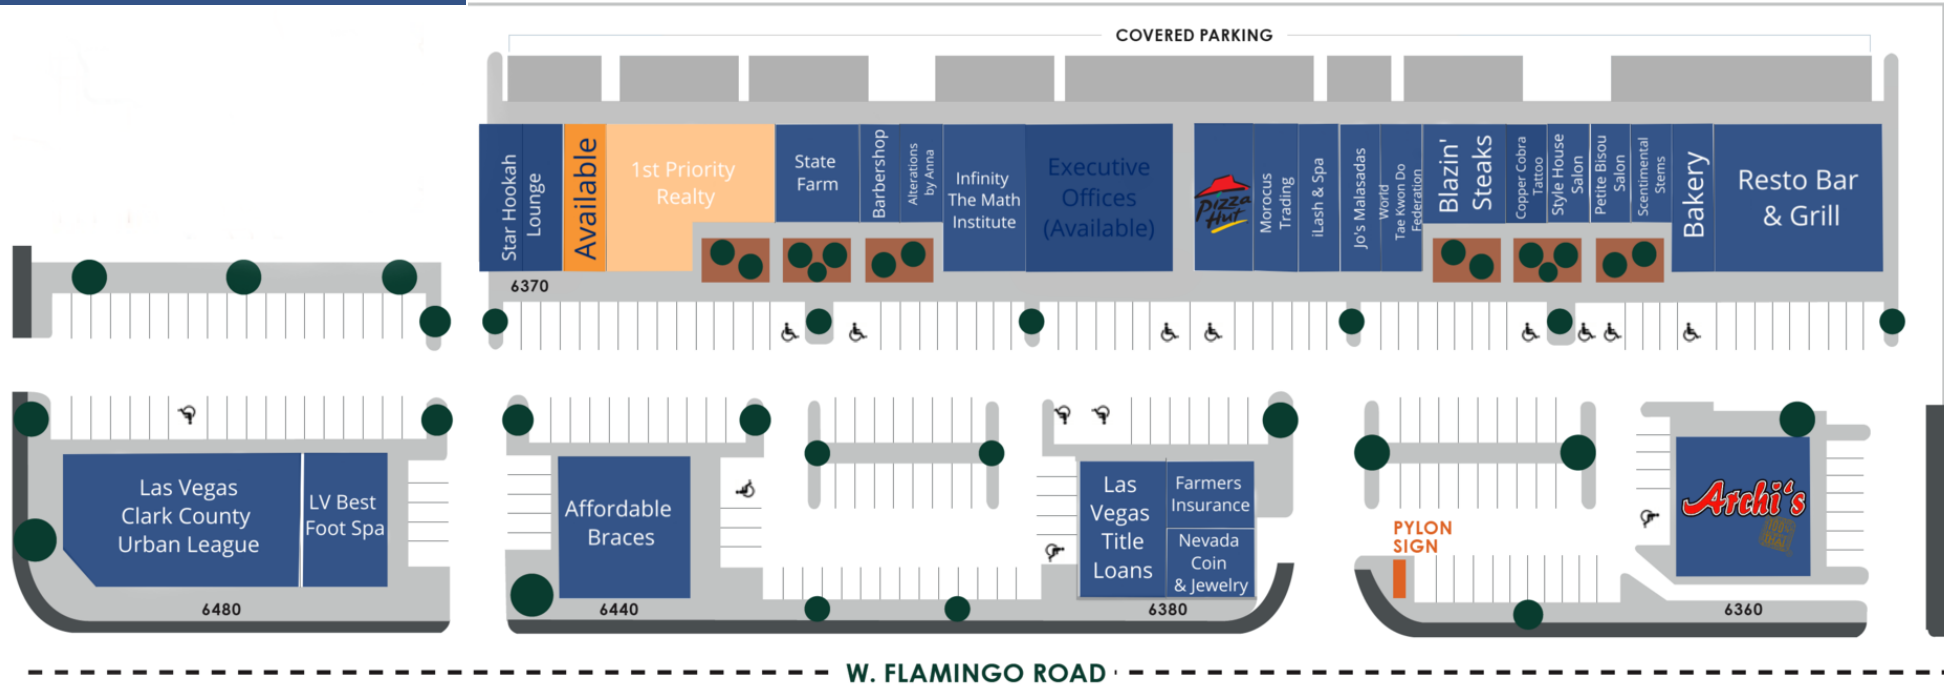 COVERED PARKING
Star Hookah
Lounge
Available
1st Priority
Realty
State
Farm
Barbershop
Alterations
by Anna
Infinity
The Math
Institute
Executive
Offices
(Available)
Pizza
Hut
Morocus
Trading
iLash & Spa
Jo's Malasadas
World
Tae Kwon Do
Federation
Blazin'
Steaks
Copper Cobra
Tattoo
Style House
Salon
Petite Bisou
Salon
Scentimental
Stems
Bakery
Resto Bar
& Grill
6370
Las Vegas
Clark County
Urban League
LV Best
Foot Spa
6480
Affordable
Braces
6440
Las
Vegas
Title
Loans
Farmers
Insurance
Nevada
Coin
& Jewelry
6380
PYLON
SIGN
Archi's
100%
THAI
6360
W. FLAMINGO ROAD